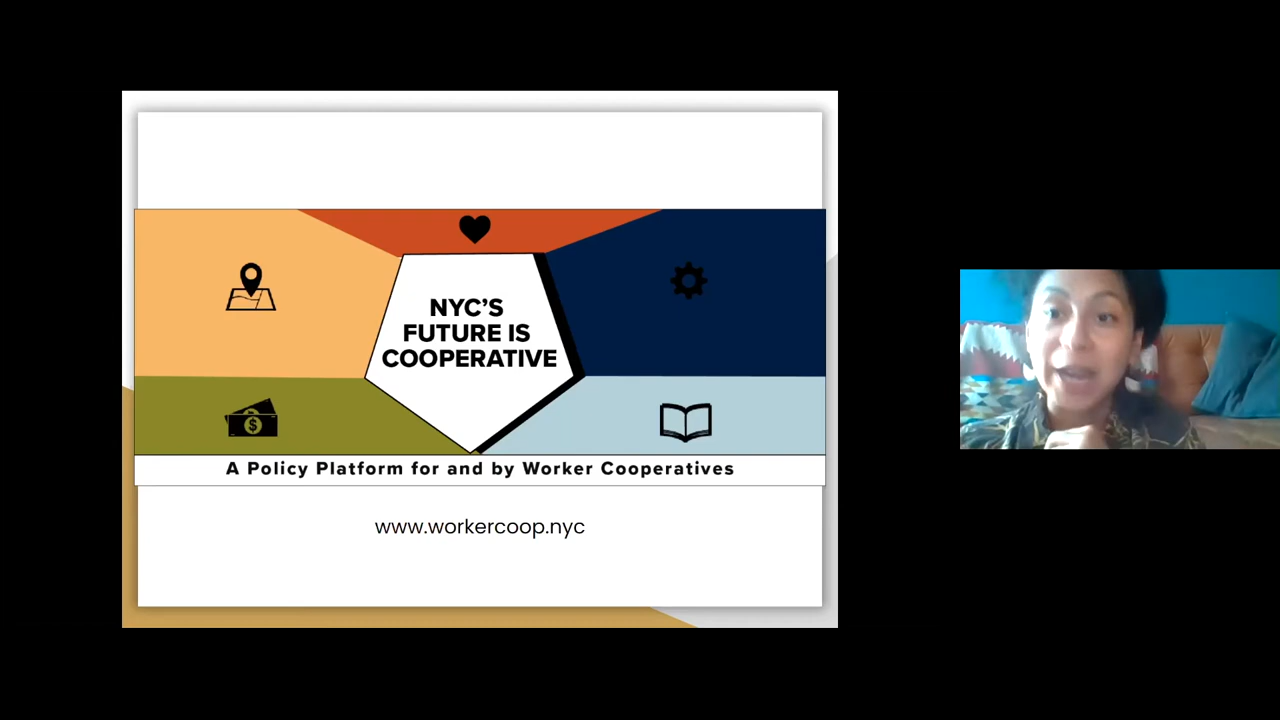 NYC'S
FUTURE IS
COOPERATIVE
$
A Policy Platform for and by Worker Cooperatives
www.workercoop.nyc